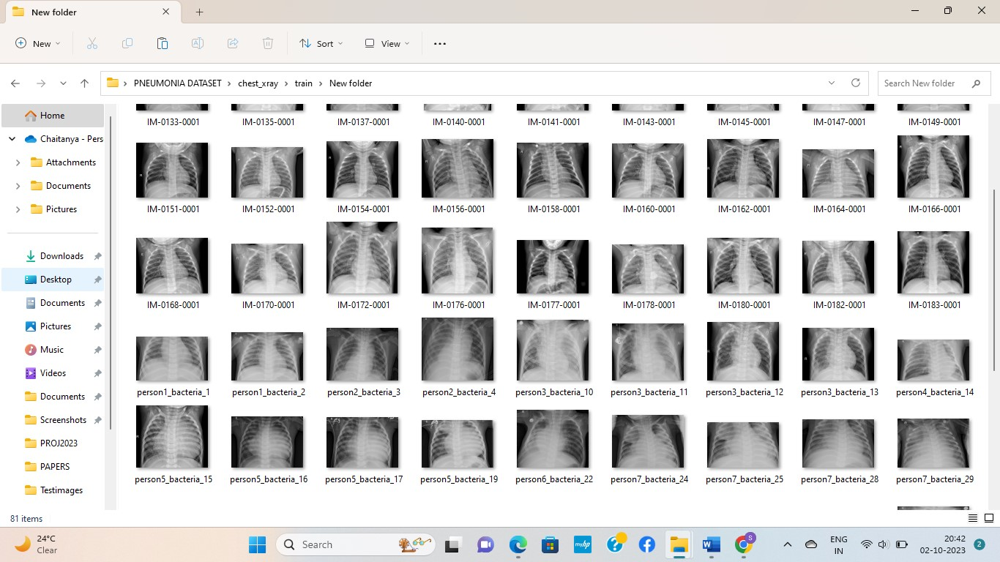 New folder
New
Sort
View
PNEUMONIA DATASET
chest_xray
train
New folder
Search New folder
Home
Chaitanya - Pers
Attachments
Documents
Pictures
Downloads
Desktop
Documents
Pictures
Music
Videos
Documents
Screenshots
PROJ2023
PAPERS
Testimages
IM-0133-0001 IM-0135-0001 IM-0137-0001 IM-0140-0001 IM-0141-0001 IM-0143-0001 IM-0145-0001 IM-0147-0001 IM-0149-0001
IM-0151-0001 IM-0152-0001 IM-0154-0001 IM-0156-0001 IM-0158-0001 IM-0160-0001 IM-0162-0001 IM-0164-0001 IM-0166-0001
IM-0168-0001 IM-0170-0001 IM-0172-0001 IM-0176-0001 IM-0177-0001 IM-0178-0001 IM-0180-0001 IM-0182-0001 IM-0183-0001
person1_bacteria_1 person1_bacteria_2 person2_bacteria_3 person2_bacteria_4 person3_bacteria_10 person3_bacteria_11 person3_bacteria_12 person3_bacteria_13 person4_bacteria_14
person5_bacteria_15 person5_bacteria_16 person5_bacteria_17 person5_bacteria_19 person6_bacteria_22 person7_bacteria_24 person7_bacteria_25 person7_bacteria_28 person7_bacteria_29
81 items
24°C
Clear
Search
myhp
S
ENG
IN
20:42
02-10-2023
2